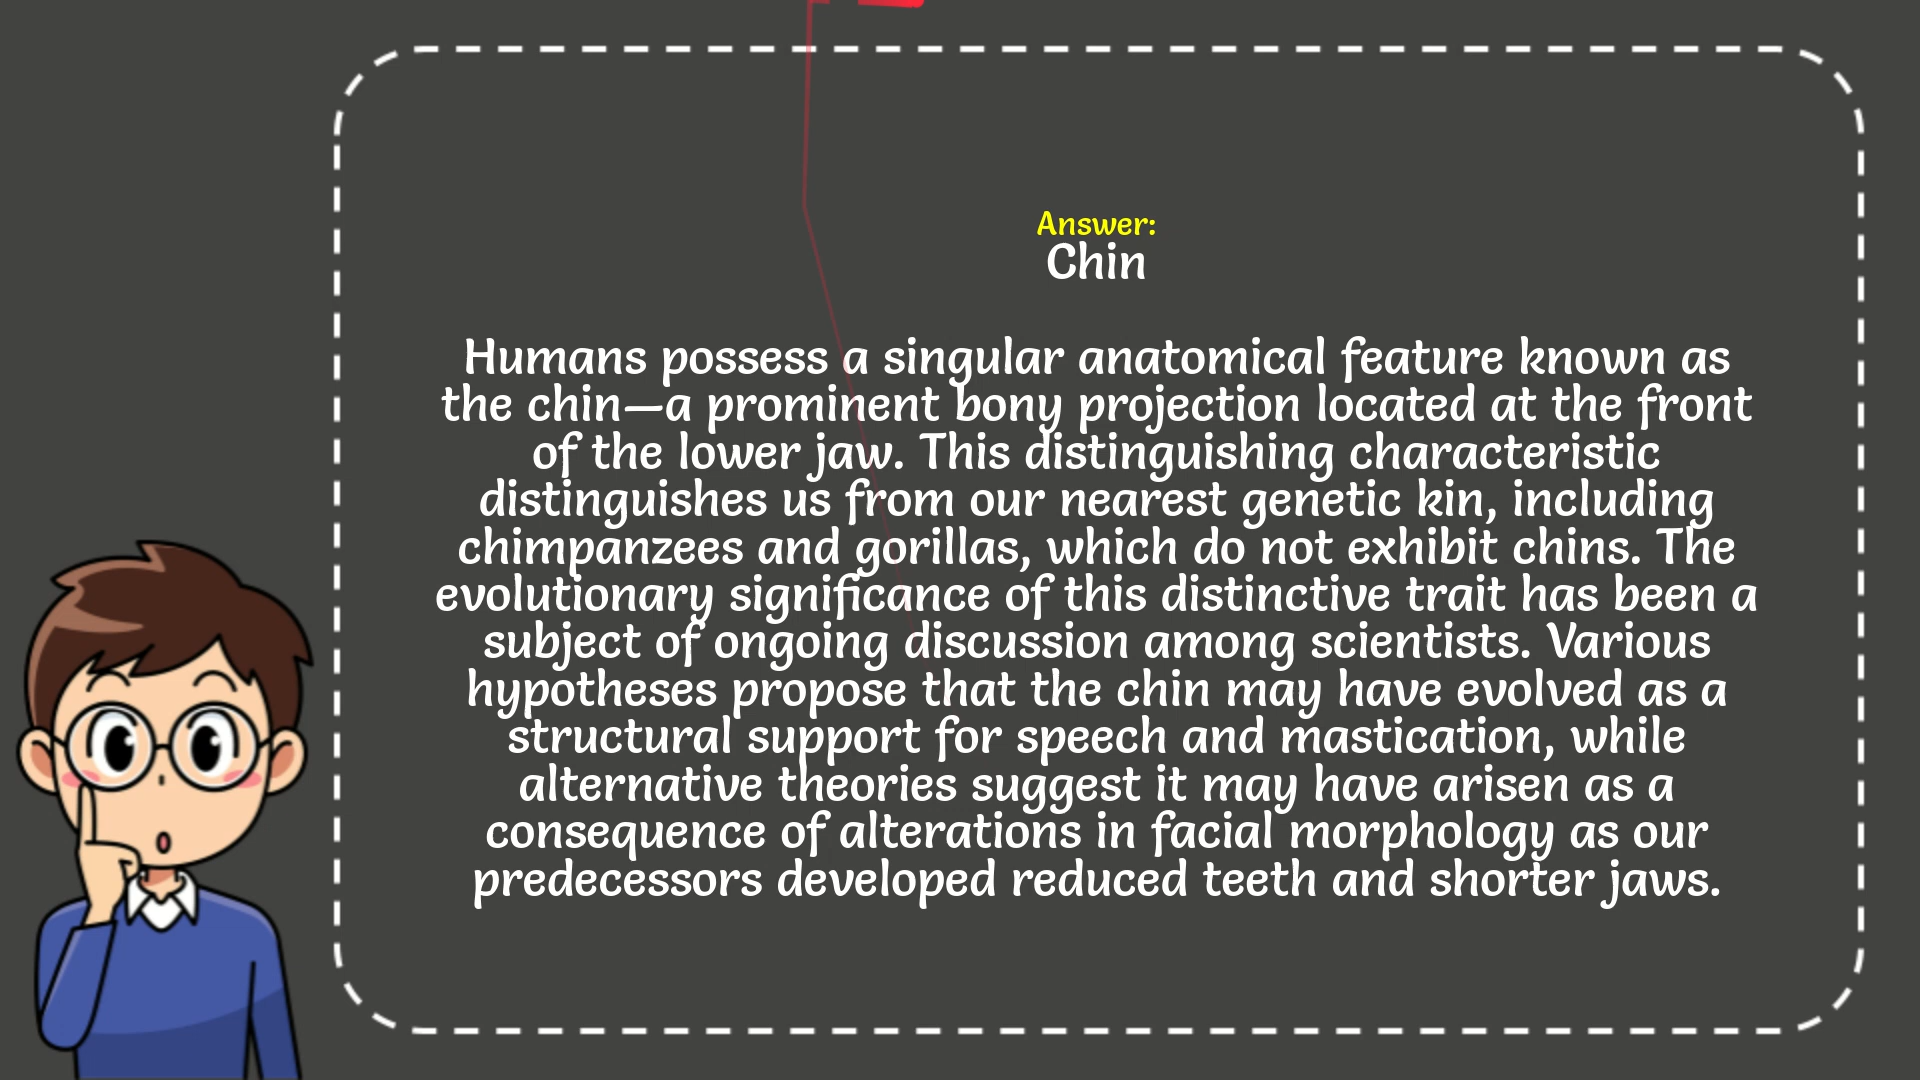 Answer:
Chin
Humans possess a singular anatomical feature known as
the chin—a prominent bony projection located at the front
of the lower jaw. This distinguishing characteristic
distinguishes us from our nearest genetic kin, including
chimpanzees and gorillas, which do not exhibit chins. The
evolutionary significance of this distinctive trait has been a
subject of ongoing discussion among scientists. Various
hypotheses propose that the chin may have evolved as a
structural support for speech and mastication, while
alternative theories suggest it may have arisen as a
consequence of alterations in facial morphology as our
predecessors developed reduced teeth and shorter jaws.